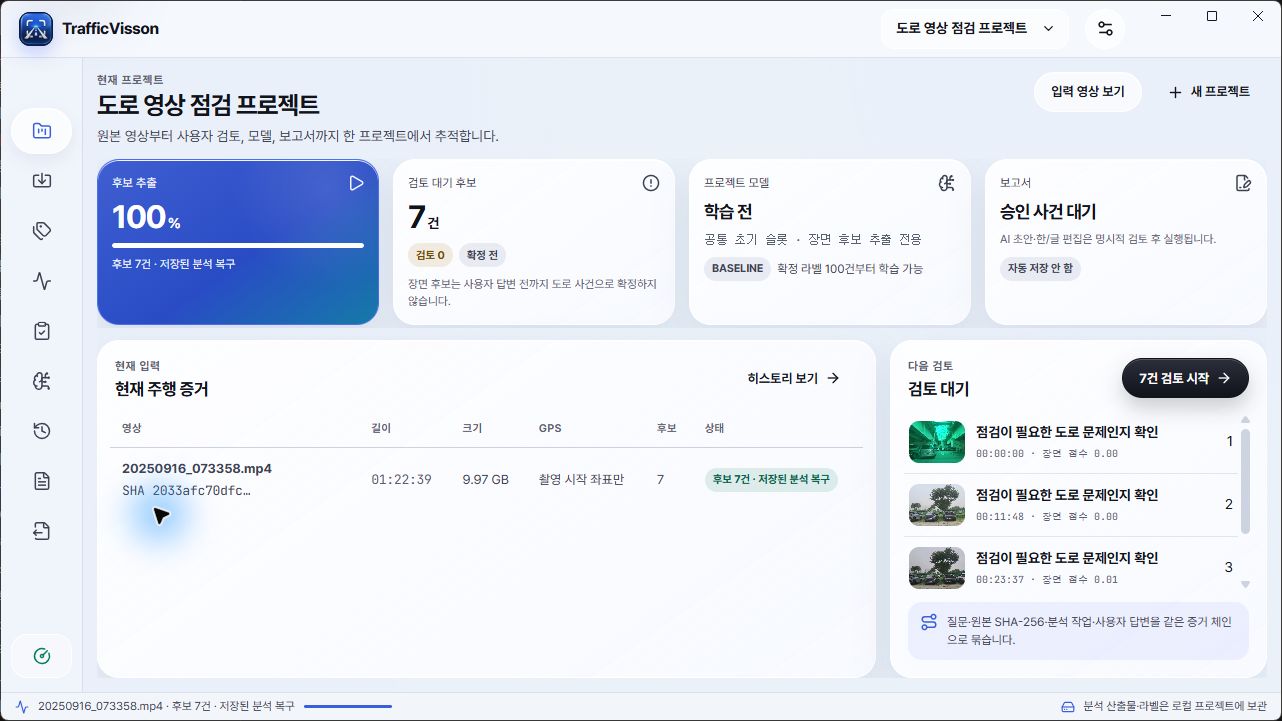 TrafficVisson
도로 영상 점검 프로젝트
현재 프로젝트
도로 영상 점검 프로젝트
원본 영상부터 사용자 검토, 모델, 보고서까지 한 프로젝트에서 추적합니다.
입력 영상 보기
새 프로젝트
후보 추출
100%
후보 7건 · 저장된 분석 복구
검토 대기 후보
7건
검토 0
확정 전
장면 후보는 사용자 답변 전까지 도로 사건으로 확정하지
않습니다.
프로젝트 모델
학습 전
공통 초기 슬롯 · 장면 후보 추출 전용
BASELINE
확정 라벨 100건부터 학습 가능
보고서
승인 사건 대기
AI 초안·한/글 편집은 명시적 검토 후 실행됩니다.
자동 저장 안 함
현재 입력
현재 주행 증거
히스토리 보기
영상 길이 크기 GPS 후보 상태
20250916_073358.mp4
SHA 2033afc70dfc…
01:22:39
9.97 GB
촬영 시작 좌표만
7
후보 7건 · 저장된 분석 복구
다음 검토
검토 대기
7건 검토 시작
점검이 필요한 도로 문제인지 확인
00:00:00 · 장면 점수 0.00
1
점검이 필요한 도로 문제인지 확인
00:11:48 · 장면 점수 0.00
2
점검이 필요한 도로 문제인지 확인
00:23:37 · 장면 점수 0.01
3
질문·원본 SHA-256·분석 작업·사용자 답변을 같은 증거 체인
으로 묶습니다.
20250916_073358.mp4 · 후보 7건 · 저장된 분석 복구
분석 산출물·라벨은 로컬 프로젝트에 보관